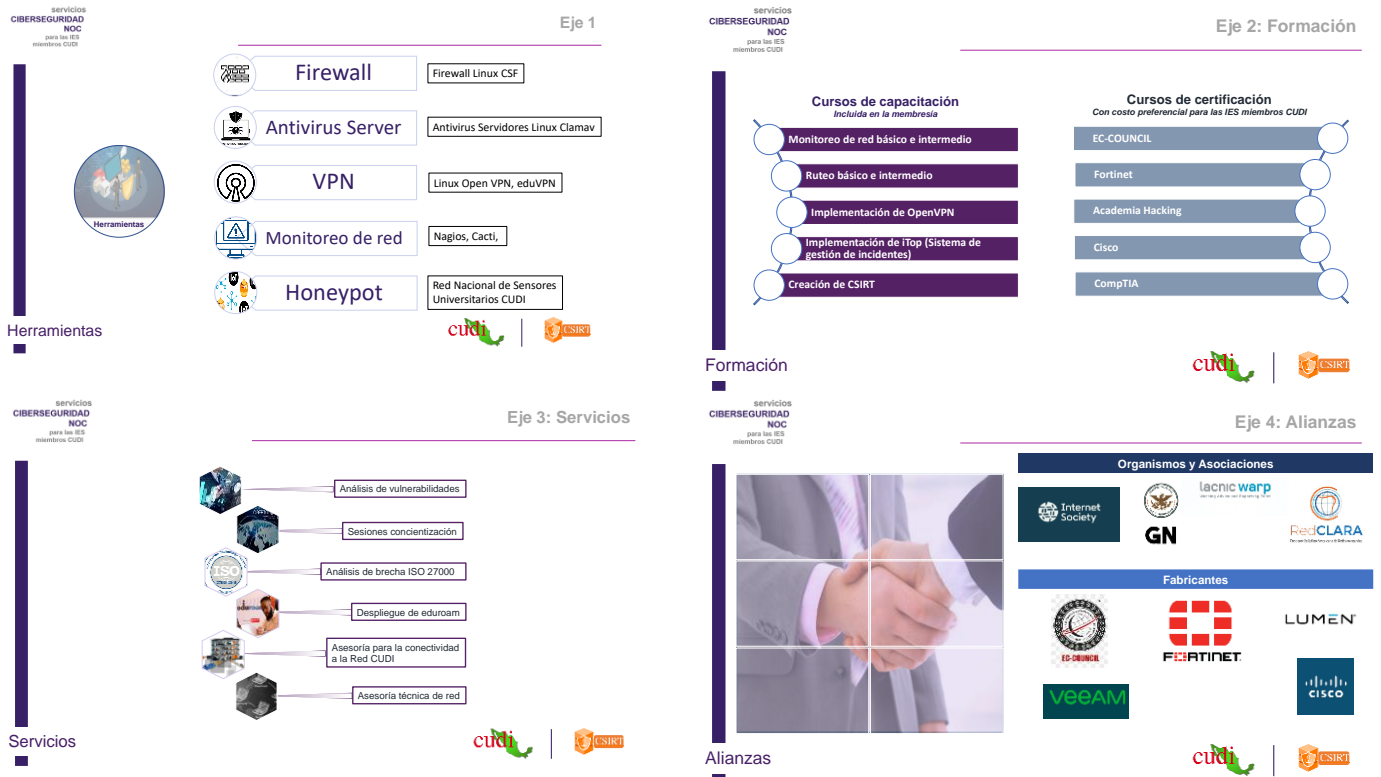 servicios
CIBERSEGURIDAD
NOC
para las IES
miembros CUDI
Eje 1
Firewall
Firewall Linux CSF
Antivirus Server
Antivirus Servidores Linux Clamav
VPN
Linux Open VPN, eduVPN
Herramientas
Monitoreo de red
Nagios, Cacti,
Honeypot
Red Nacional de Sensores
Universitarios CUDI
Herramientas
cudi
CSIRT
servicios
CIBERSEGURIDAD
NOC
para las IES
miembros CUDI
Eje 2: Formación
Cursos de capacitación
Incluida en la membresía
Monitoreo de red básico e intermedio
Ruteo básico e intermedio
Implementación de OpenVPN
Implementación de iTop (Sistema de
gestión de incidentes)
Creación de CSIRT
Cursos de certificación
Con costo preferencial para las IES miembros CUDI
EC-COUNCIL
Fortinet
Academia Hacking
Cisco
CompTIA
Formación
cudi
CSIRT
servicios
CIBERSEGURIDAD
NOC
para las IES
miembros CUDI
Eje 3: Servicios
Análisis de vulnerabilidades
Sesiones concientización
ISO
Análisis de brecha ISO 27000
Despliegue de eduroam
Asesoría para la conectividad
a la Red CUDI
Asesoría técnica de red
Servicios
cudi
CSIRT
servicios
CIBERSEGURIDAD
NOC
para las IES
miembros CUDI
Eje 4: Alianzas
Organismos y Asociaciones
Internet
Society
GN
lacnic warp
RedCLARA
Fabricantes
EC-COUNCIL
FORTINET
LUMEN
veeam
CISCO
Alianzas
cudi
CSIRT